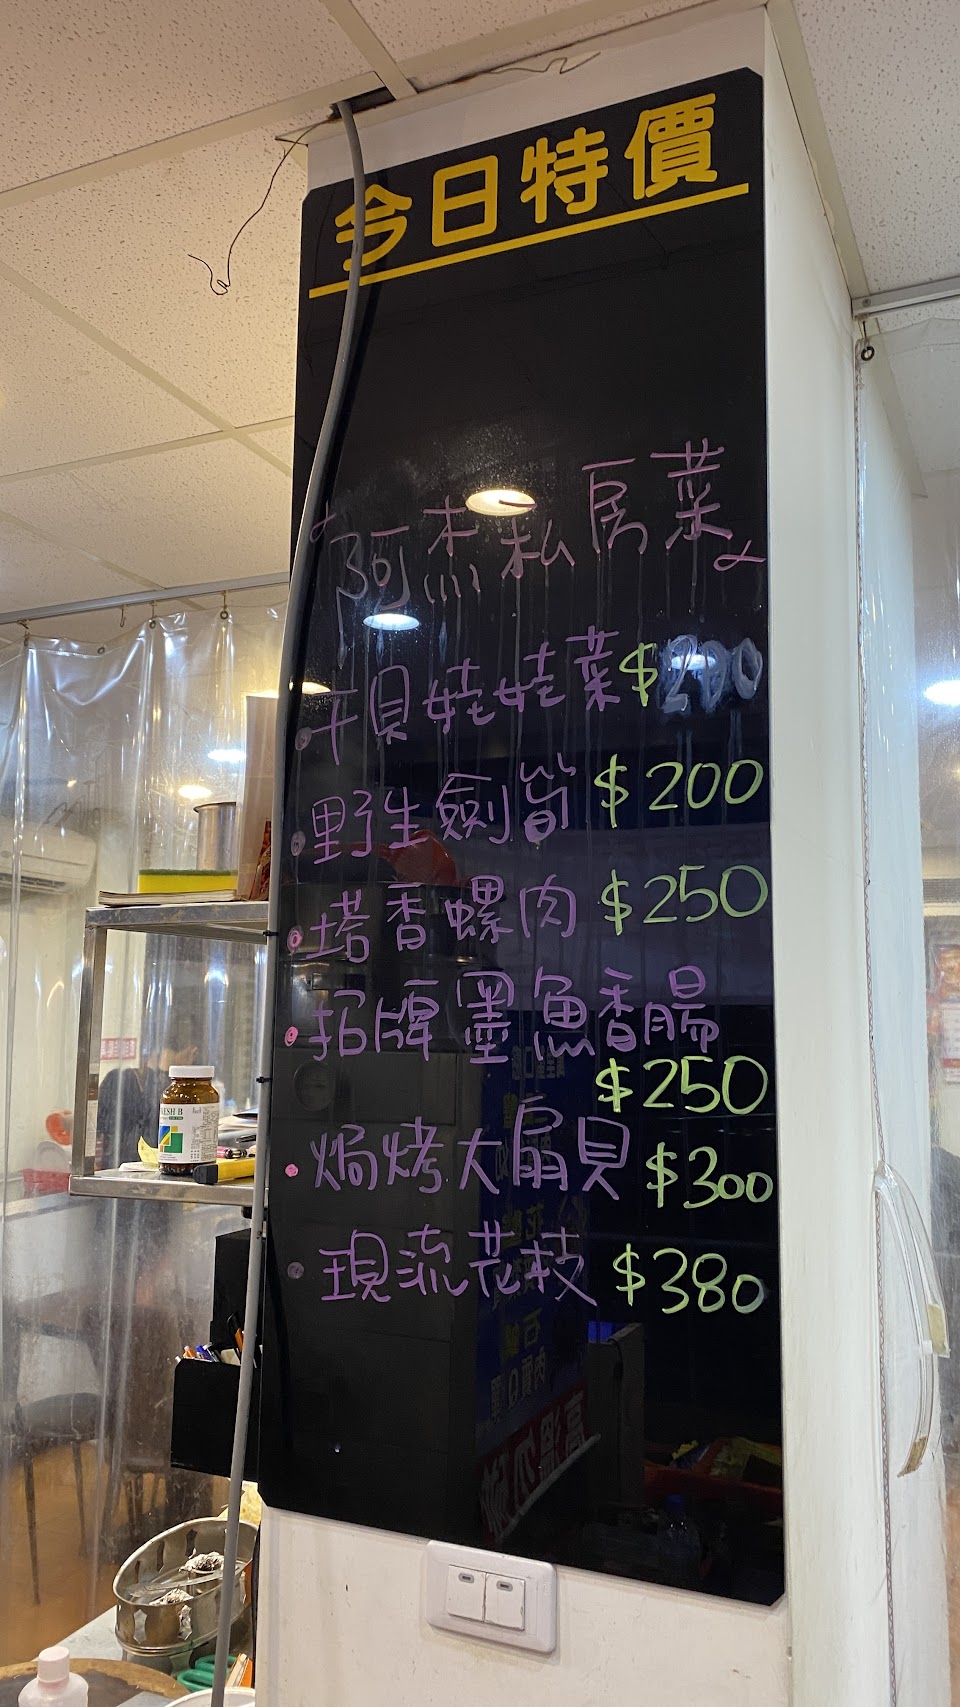 今日特價
阿杰私房菜
干貝娃娃菜 $200
野生劍筍 $200
塔香螺肉 $250
招牌墨魚香腸
$250
焗烤大扇貝 $300
現流花枝 $380